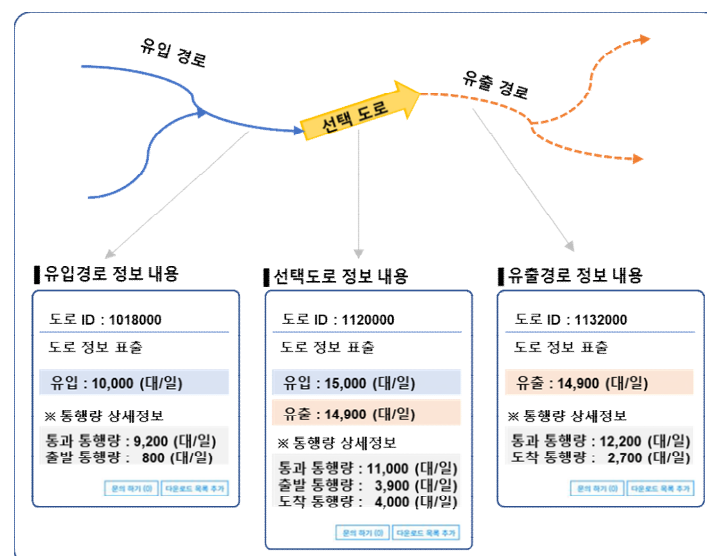 유입 경로
선택 도로
유출 경로
유입경로 정보 내용
도로 ID : 1018000
도로 정보 표출
유입 : 10,000 (대/일)
※ 통행량 상세정보
통과 통행량 : 9,200 (대/일)
출발 통행량 : 800 (대/일)
문의 하기 (0) 다운로드 목록 추가
선택도로 정보 내용
도로 ID : 1120000
도로 정보 표출
유입 : 15,000 (대/일)
유출 : 14,900 (대/일)
※ 통행량 상세정보
통과 통행량 : 11,000 (대/일)
출발 통행량 : 3,900 (대/일)
도착 통행량 : 4,000 (대/일)
문의 하기 (0) 다운로드 목록 추가
유출경로 정보 내용
도로 ID : 1132000
도로 정보 표출
유출 : 14,900 (대/일)
※ 통행량 상세정보
통과 통행량 : 12,200 (대/일)
도착 통행량 : 2,700 (대/일)
문의 하기 (0) 다운로드 목록 추가